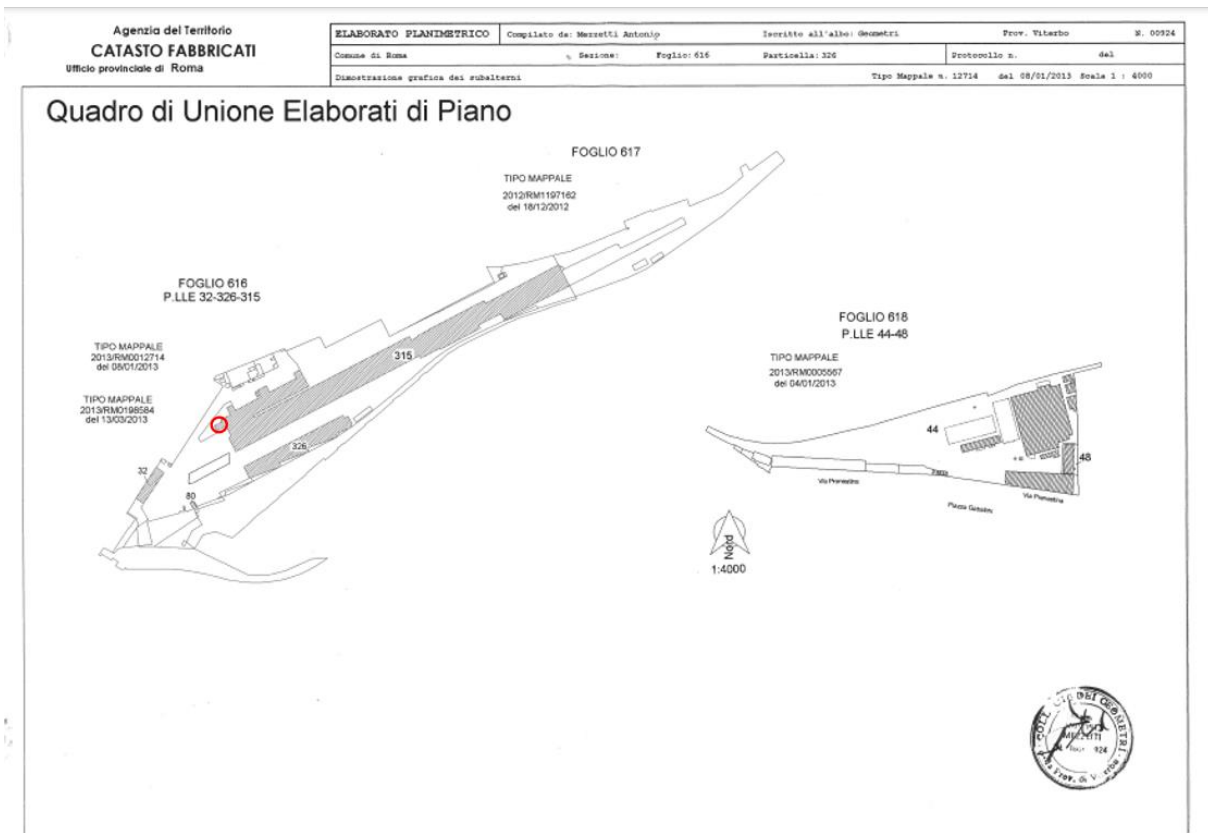 Agenzia del Territorio
CATASTO FABBRICATI
Ufficio provinciale di Roma
ELABORATO PLANIMETRICO
Compilato da: Mezzetti Antonio
Iscritto all'albo: Geometri
Prov. Viterbo
N. 00924
Comune di Roma
Sezione:
Foglio: 616
Particella: 326
Protocollo n.
del
Dimostrazione grafica dei subalterni
Tipo Mappale n. 12714
del 08/01/2013
Scala 1 : 4000
Quadro di Unione Elaborati di Piano
FOGLIO 617
TIPO MAPPALE
2012/RM1197162
del 18/12/2012
FOGLIO 616
P.LLE 32-326-315
TIPO MAPPALE
2013/RM0012714
del 08/01/2013
TIPO MAPPALE
2013/RM0198584
del 13/03/2013
315
326
32
80
FOGLIO 618
P.LLE 44-48
TIPO MAPPALE
2013/RM0005567
del 04/01/2013
44
48
Via Prenestina
Via Prenestina
Nord
1:4000
DEI GEOMETRI
924